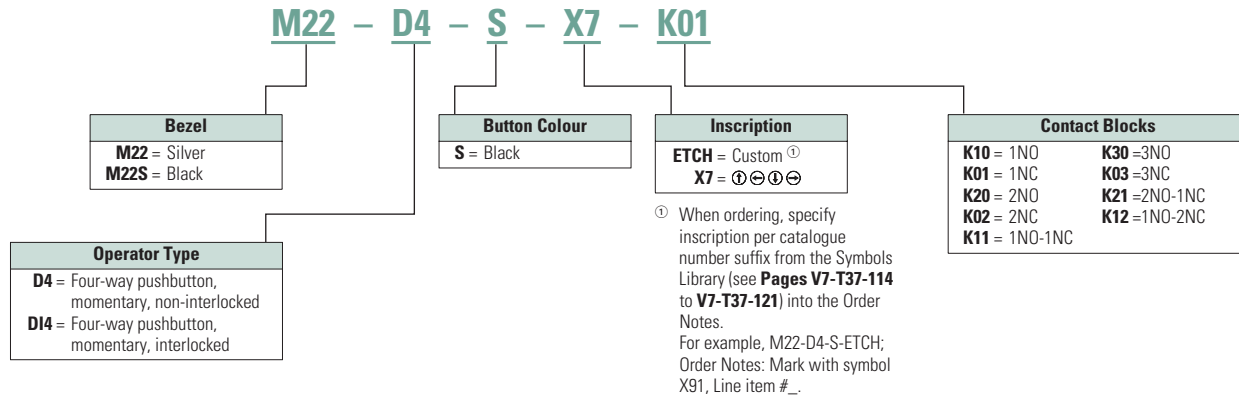 M22 – D4 – S – X7 – K01
Bezel
M22 = Silver
M22S = Black
Operator Type
D4 = Four-way pushbutton,
momentary, non-interlocked
DI4 = Four-way pushbutton,
momentary, interlocked
Button Colour
S = Black
Inscription
ETCH = Custom ①
X7 =
① When ordering, specify
inscription per catalogue
number suffix from the Symbols
Library (see Pages V7-T37-114
to V7-T37-121) into the Order
Notes.
For example, M22-D4-S-ETCH;
Order Notes: Mark with symbol
X91, Line item #_.
Contact Blocks
K10 = 1NO K30 =3NO
K01 = 1NC K03 =3NC
K20 = 2NO K21 =2NO-1NC
K02 = 2NC K12 =1NO-2NC
K11 = 1NO-1NC